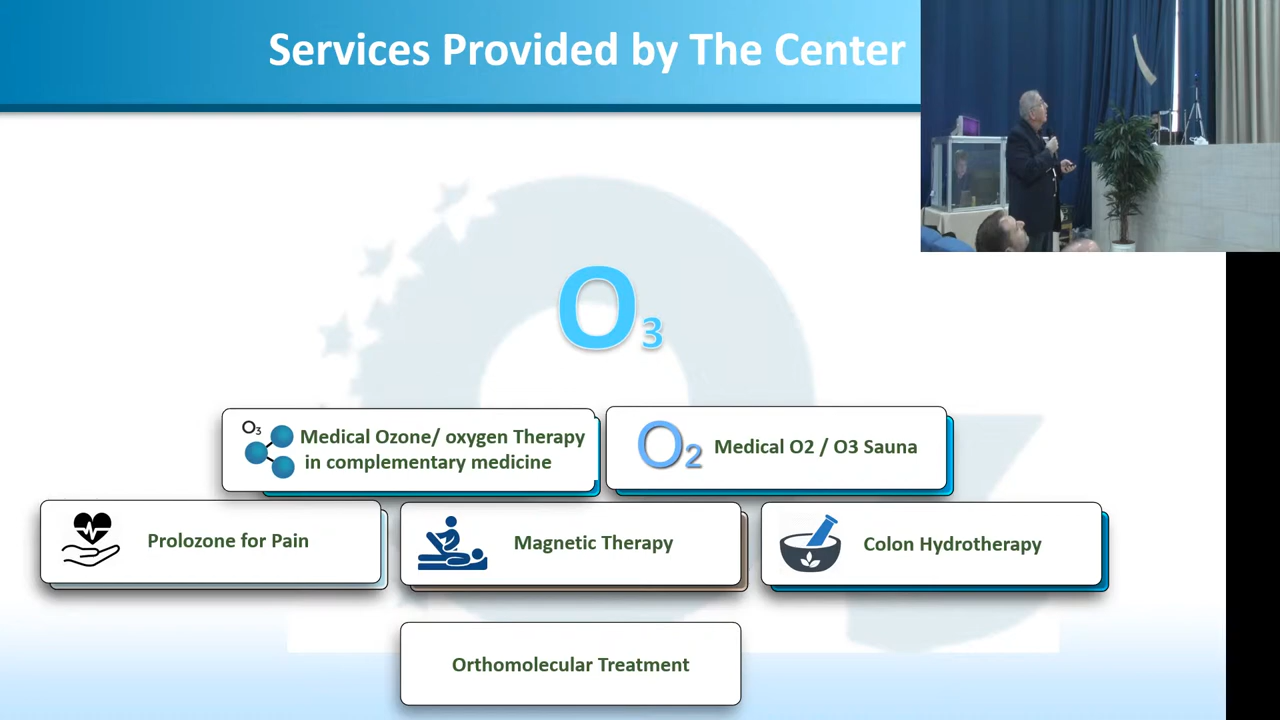 Services Provided by The Center
O3
O3
Medical Ozone/ oxygen Therapy
in complementary medicine
O2
Medical O2 / O3 Sauna
Prolozone for Pain
Magnetic Therapy
Colon Hydrotherapy
Orthomolecular Treatment